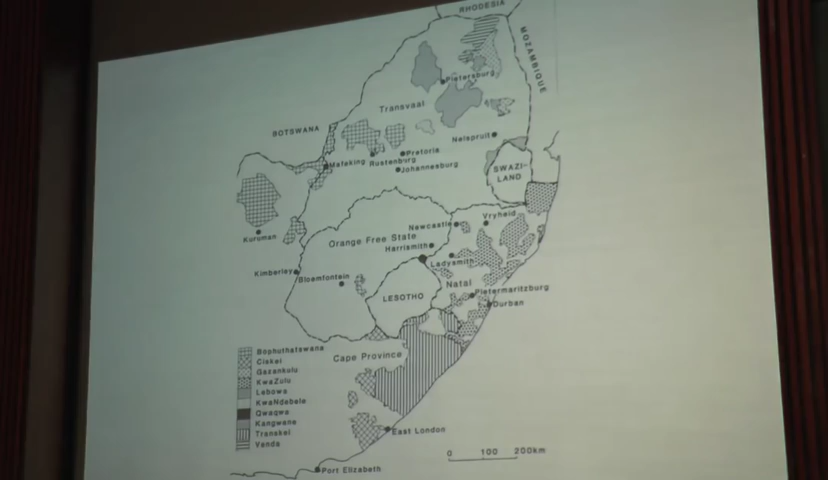 RHODESIA
MOZAMBIQUE
Pietersburg
Transvaal
BOTSWANA
Nelspruit
Mafeking
Rustenburg
Pretoria
Johannesburg
SWAZI-
LAND
Kuruman
Vryheid
Newcastle
Orange Free State
Harrismith
Ladysmith
Kimberley
Bloemfontein
Natal
LESOTHO
Pietermaritzburg
Durban
Cape Province
Bophuthatswana
Ciskei
Gazankulu
KwaZulu
Lebowa
KwaNdebele
Qwaqwa
Kangwane
Transkei
Venda
East London
0 100 200km
Port Elizabeth